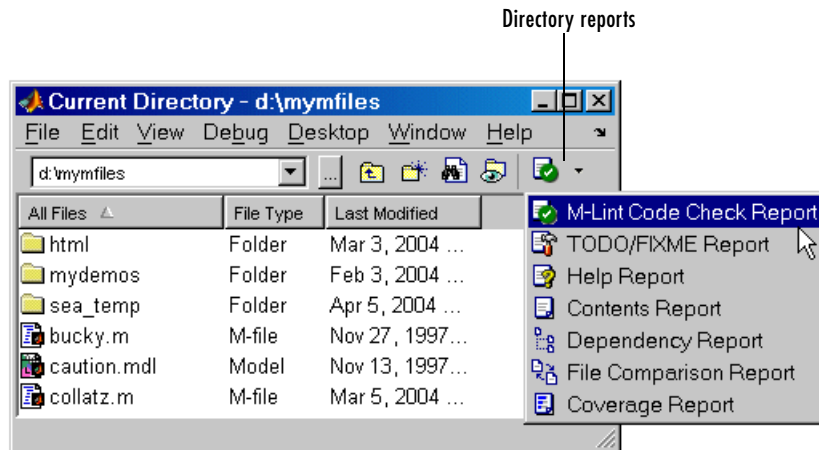 Directory reports
Current Directory - d:\mymfiles
File Edit View Debug Desktop Window Help
d:\mymfiles ...
All Files File Type Last Modified
html Folder Mar 3, 2004 ...
mydemos Folder Feb 3, 2004 ...
sea_temp Folder Apr 5, 2004 ...
bucky.m M-file Nov 27, 1997...
caution.mdl Model Nov 13, 1997...
collatz.m M-file Mar 5, 2004 ...
M-Lint Code Check Report
TODO/FIXME Report
Help Report
Contents Report
Dependency Report
File Comparison Report
Coverage Report